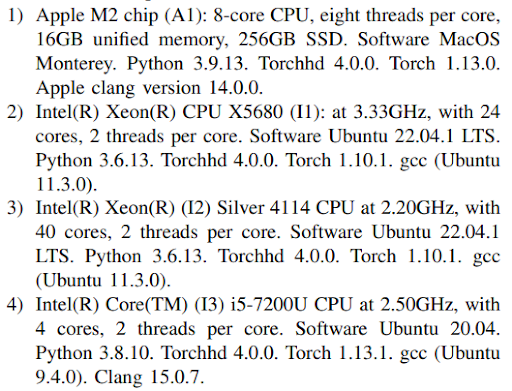 1) Apple M2 chip (A1): 8-core CPU, eight threads per core,
16GB unified memory, 256GB SSD. Software MacOS
Monterey. Python 3.9.13. Torchhd 4.0.0. Torch 1.13.0.
Apple clang version 14.0.0.
2) Intel(R) Xeon(R) CPU X5680 (I1): at 3.33GHz, with 24
cores, 2 threads per core. Software Ubuntu 22.04.1 LTS.
Python 3.6.13. Torchhd 4.0.0. Torch 1.10.1. gcc (Ubuntu
11.3.0).
3) Intel(R) Xeon(R) (I2) Silver 4114 CPU at 2.20GHz, with
40 cores, 2 threads per core. Software Ubuntu 22.04.1
LTS. Python 3.6.13. Torchhd 4.0.0. Torch 1.10.1. gcc
(Ubuntu 11.3.0).
4) Intel(R) Core(TM) (I3) i5-7200U CPU at 2.50GHz, with
4 cores, 2 threads per core. Software Ubuntu 20.04.
Python 3.8.10. Torchhd 4.0.0. Torch 1.13.1. gcc (Ubuntu
9.4.0). Clang 15.0.7.